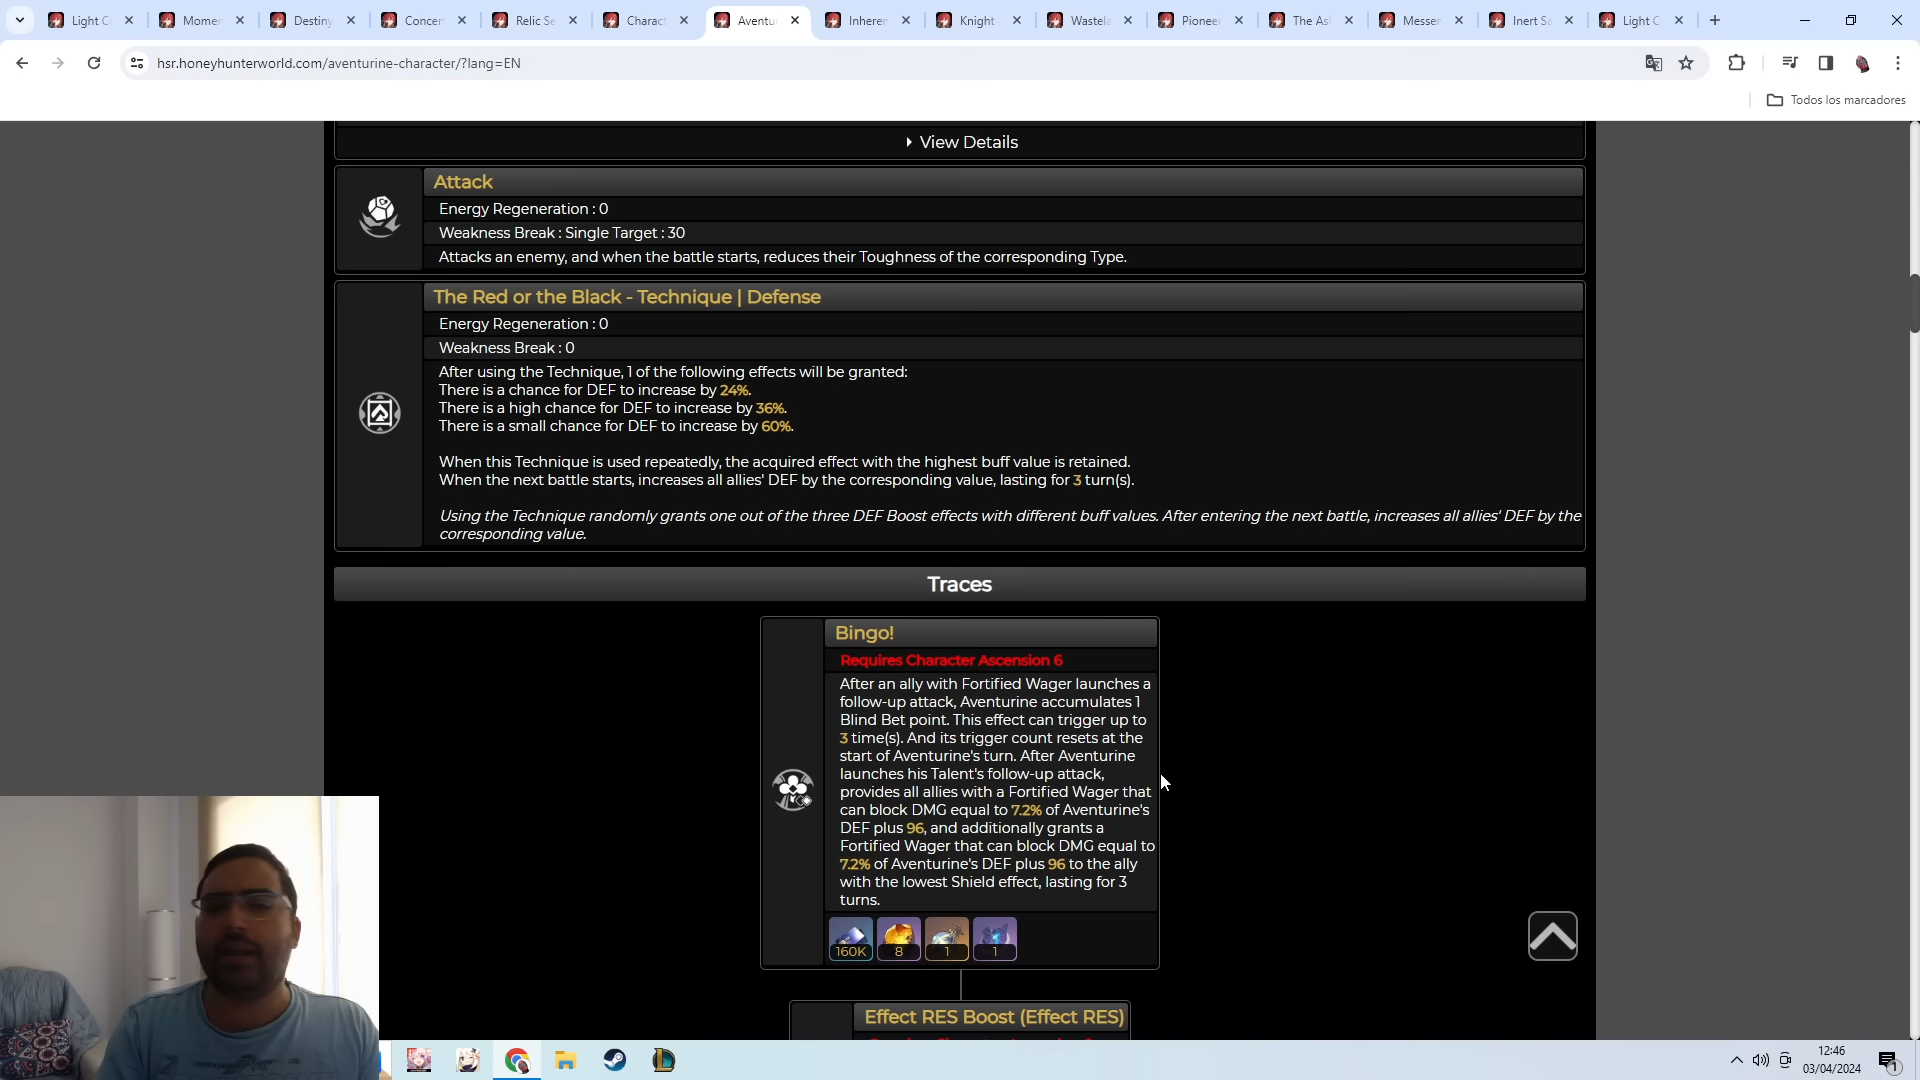 Light C
Momen
Destiny
Concer
Relic Se
Charact
Aventu
Inheren
Knight
Wastela
Pioneer
The As
Messen
Inert Sa
Light C
hsr.honeyhunterworld.com/aventurine-character/?lang=EN
Todos los marcadores
View Details
Attack
Energy Regeneration : 0
Weakness Break : Single Target : 30
Attacks an enemy, and when the battle starts, reduces their Toughness of the corresponding Type.
The Red or the Black - Technique | Defense
Energy Regeneration : 0
Weakness Break : 0
After using the Technique, 1 of the following effects will be granted:
There is a chance for DEF to increase by 24%.
There is a high chance for DEF to increase by 36%.
There is a small chance for DEF to increase by 60%.
When this Technique is used repeatedly, the acquired effect with the highest buff value is retained.
When the next battle starts, increases all allies' DEF by the corresponding value, lasting for 3 turn(s).
Using the Technique randomly grants one out of the three DEF Boost effects with different buff values. After entering the next battle, increases all allies' DEF by the
corresponding value.
Traces
Bingo!
Requires Character Ascension 6
After an ally with Fortified Wager launches a
follow-up attack, Aventurine accumulates 1
Blind Bet point. This effect can trigger up to
3 time(s). And its trigger count resets at the
start of Aventurine's turn. After Aventurine
launches his Talent's follow-up attack,
provides all allies with a Fortified Wager that
can block DMG equal to 7.2% of Aventurine's
DEF plus 96, and additionally grants a
Fortified Wager that can block DMG equal to
7.2% of Aventurine's DEF plus 96 to the ally
with the lowest Shield effect, lasting for 3
turns.
160K
8
1
1
Effect RES Boost (Effect RES)
12:46
03/04/2024
1